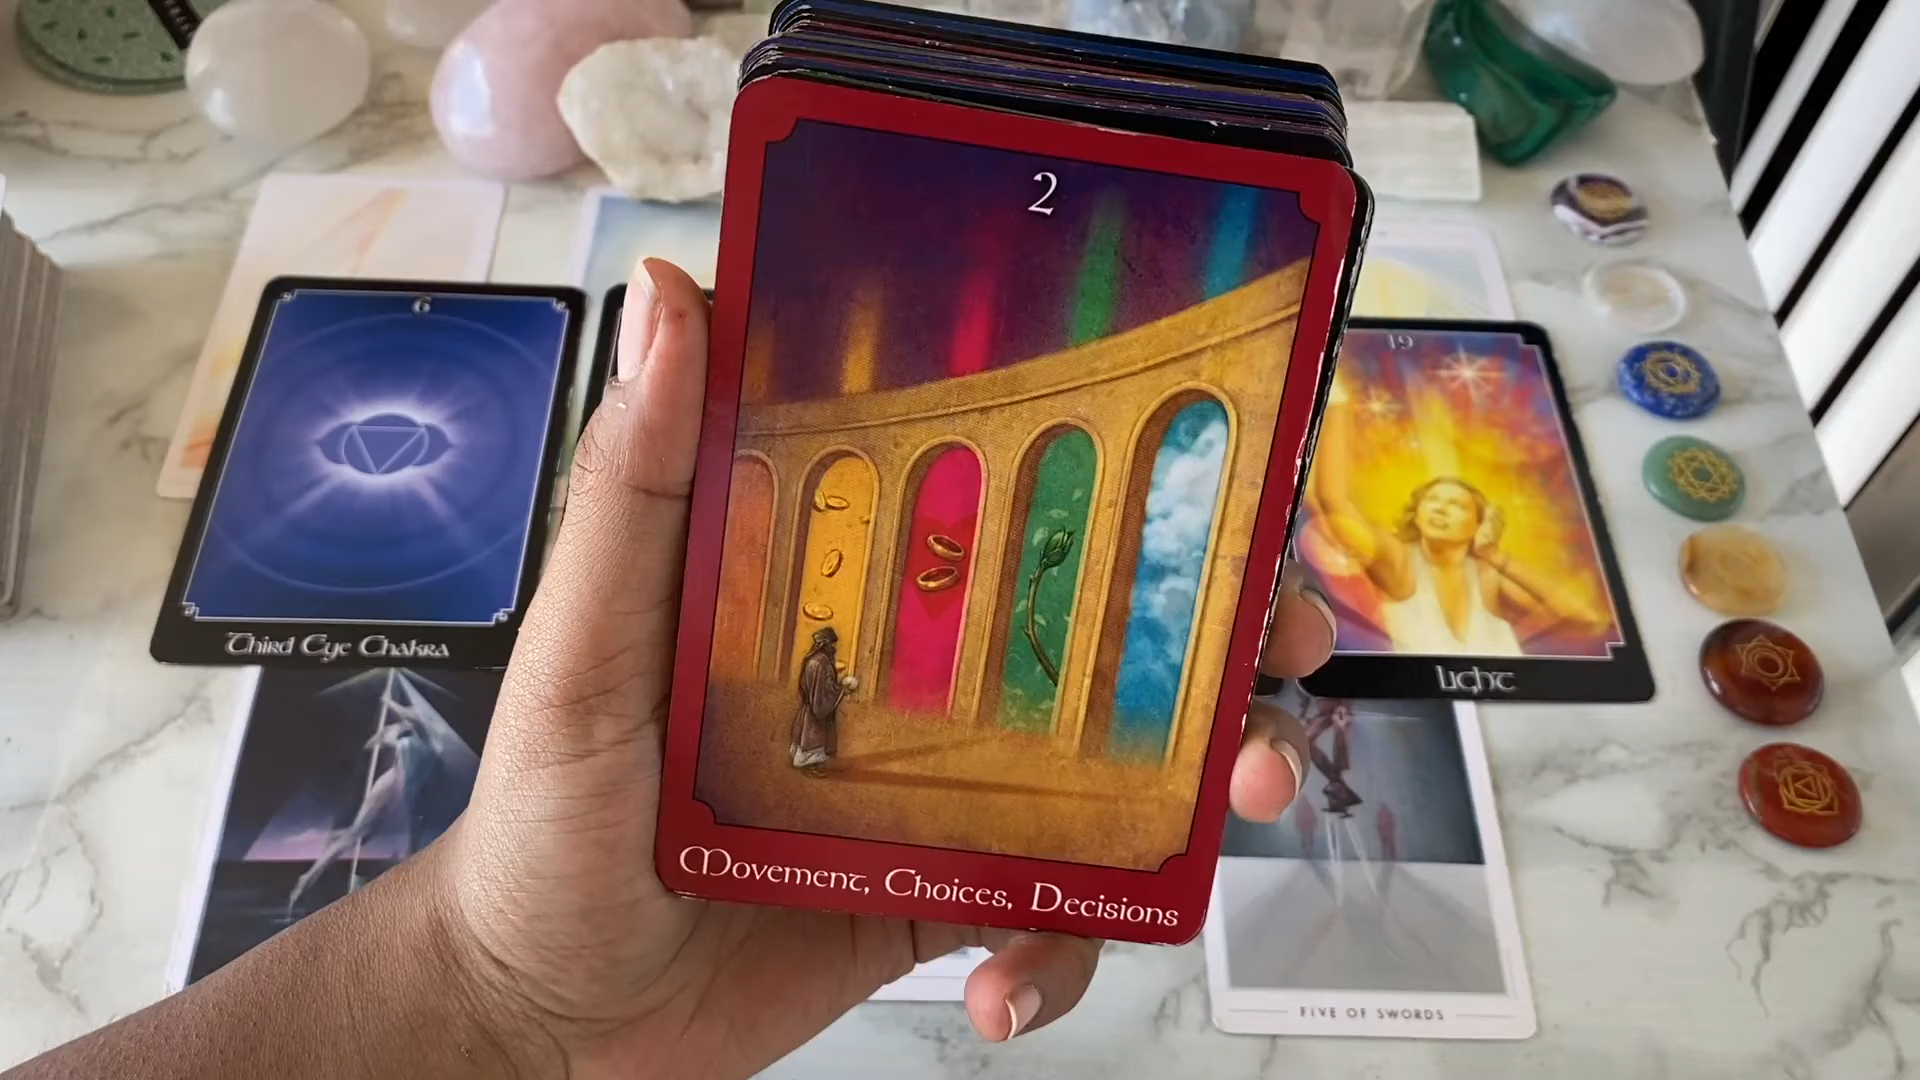 2
Movement, Choices, Decisions
6
Third Eye Chakra
19
Light
FIVE OF SWORDS